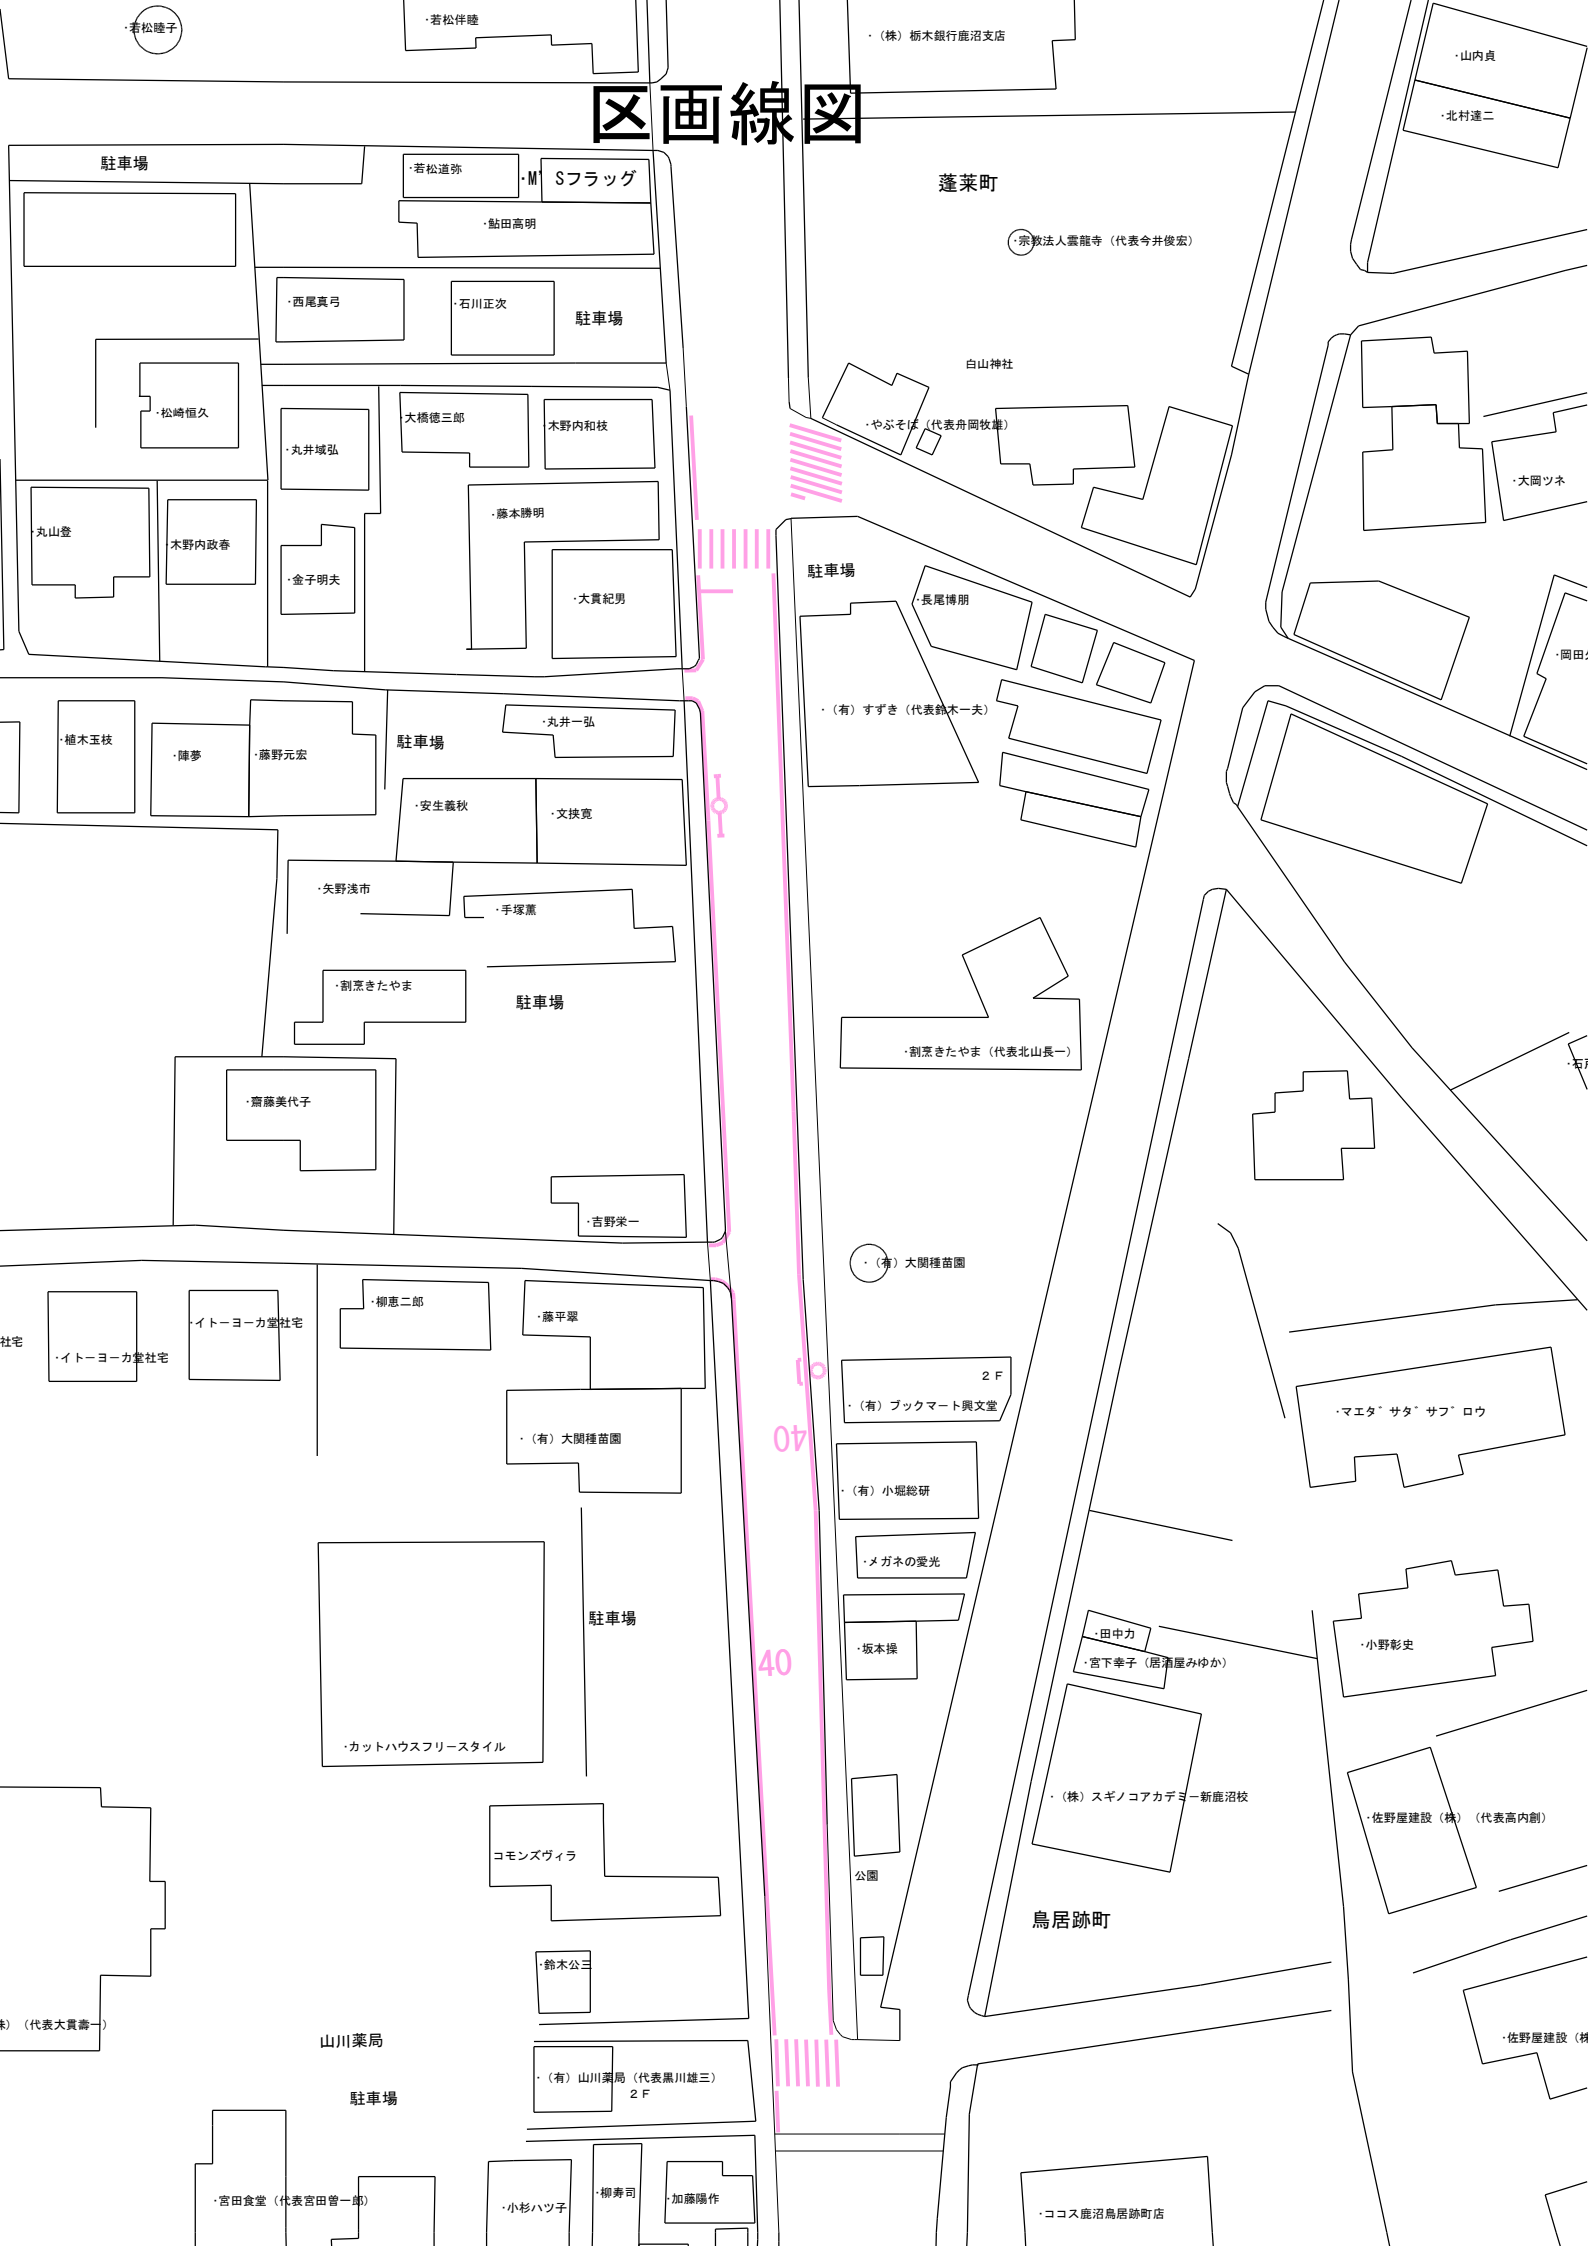 ・若松睦子
・若松伴睦
・（株）栃木銀行鹿沼支店
・山内貞
区画線図
・北村達二
駐車場
・若松道弥
・M'Sフラッグ
蓬莱町
・鮎田高明
・宗教法人雲龍寺（代表今井俊宏）
・西尾真弓
・石川正次
駐車場
白山神社
・松崎恒久
・大橋徳三郎
・木野内和枝
・やぶそば（代表舟岡牧雄）
・丸井域弘
・大岡ツネ
・藤本勝明
・丸山登
・木野内政春
・金子明夫
駐車場
・大貫紀男
・長尾博朋
・岡田
・（有）すずき（代表鈴木一夫）
・丸井一弘
・植木玉枝
・陣夢
・藤野元宏
駐車場
・安生義秋
・文挟寛
・矢野浅市
・手塚薫
・割烹きたやま
駐車場
・割烹きたやま（代表北山長一）
・石
・齋藤美代子
・吉野栄一
・（有）大関種苗園
・柳恵二郎
・藤平翠
・イトーヨーカ堂社宅
社宅
・イトーヨーカ堂社宅
２Ｆ
・（有）ブックマート興文堂
・マエタ゛サタ゛サフ゛ロウ
40
・（有）大関種苗園
・（有）小堀総研
・メガネの愛光
駐車場
・田中力
・坂本操
・小野彰史
40
・宮下幸子（居酒屋みゆか）
・カットハウスフリースタイル
・（株）スギノコアカデミー新鹿沼校
・佐野屋建設（株）（代表高内創）
コモンズヴィラ
公園
鳥居跡町
・鈴木公三
株）（代表大貫壽一）
山川薬局
・佐野屋建設（株
・（有）山川薬局（代表黒川雄三）
２Ｆ
駐車場
・宮田食堂（代表宮田曽一郎）
・小杉ハツ子
・柳寿司
・加藤陽作
・ココス鹿沼鳥居跡町店